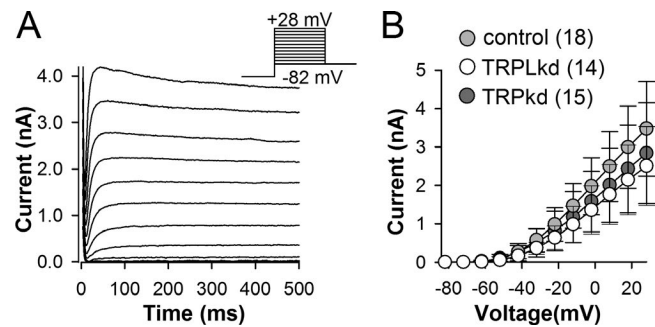 A
+28 mV
-82 mV
4.0
3.0
2.0
1.0
0.0
Current (nA)
0 100 200 300 400 500
Time (ms)
B
control (18)
TRPLkd (14)
TRPkd (15)
5
4
3
2
1
0
Current (nA)
-80 -60 -40 -20 0 20
Voltage(mV)